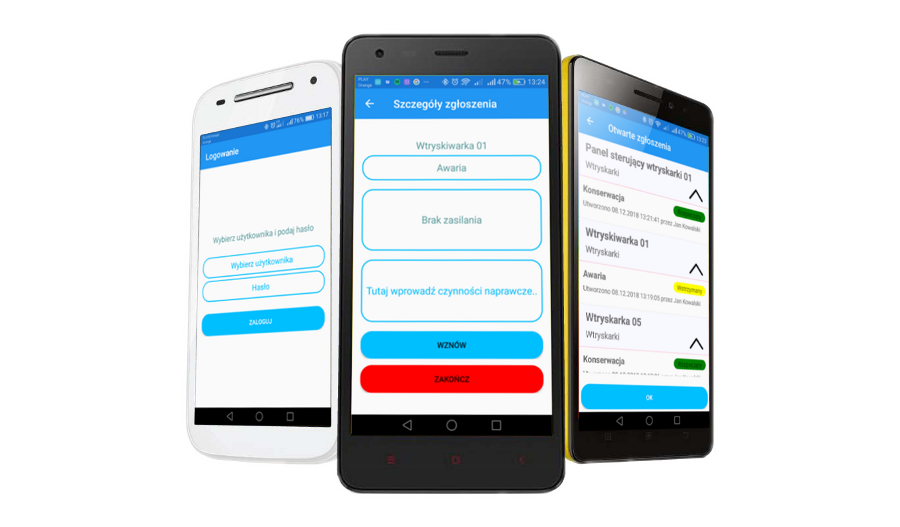 76% 13:17
Logowanie
Wybierz użytkownika i podaj hasło
Wybierz użytkownika
Hasło
ZALOGUJ
PLAY
Orange
47% 13:24
Szczegóły zgłoszenia
Wtryskiwarka 01
Awaria
Brak zasilania
Tutaj wprowadź czynności naprawcze..
WZNÓW
ZAKOŃCZ
47%
Otwarte zgłoszenia
Panel sterujący wtryskarki 01
Wtryskarki
Konserwacja
Utworzono 08.12.2018 13:21:41 przez Jan Kowalski
Wtryskiwarka 01
Wtryskarki
Awaria
Wstrzymany
Utworzono 08.12.2018 13:19:05 przez Jan Kowalski
Wtryskarka 05
Wtryskarki
Konserwacja
OK